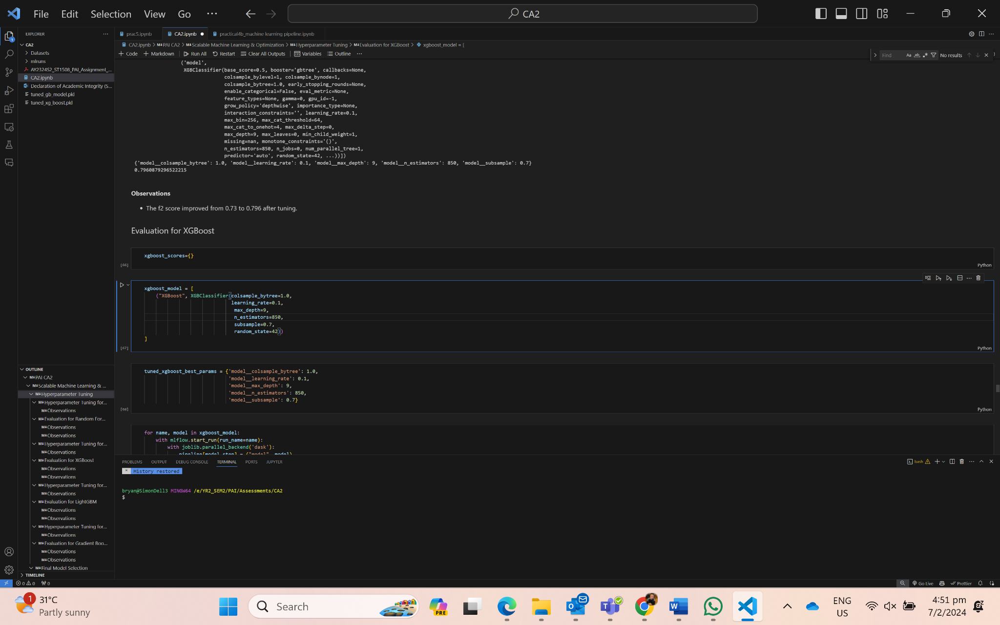 File Edit Selection View Go ···
CA2
EXPLORER ···
CA2
Datasets
mlruns
AY2324S2_ST1508_PAI_Assignment_...
CA2.ipynb
Declaration of Academic Integrity (S...
tuned_gb_model.pkl
tuned_xg_boost.pkl
OUTLINE
M↓PAI CA2
M↓Scalable Machine Learning & ...
M↓Hyperparameter Tuning
M↓Hyperparameter Tuning for...
M↓Observations
M↓Evaluation for Random For...
M↓Observations
M↓Observations
M↓Hyperparameter Tuning for...
M↓Observations
M↓Evaluation for XGBoost
M↓Observations
M↓Observations
M↓Hyperparameter Tuning for...
M↓Observations
M↓Evaluation for LightGBM
M↓Observations
M↓Observations
M↓Hyperparameter Tuning for...
M↓Observations
M↓Evaluation for Gradient Boo...
M↓Observations
M↓Observations
M↓Final Model Selection
TIMELINE
prac5.ipynb CA2.ipynb ● practical4b_machine learning pipeline.ipynb
CA2.ipynb > M↓PAI CA2 > M↓Scalable Machine Learning & Optimization > M↓Hyperparameter Tuning > M↓Evaluation for XGBoost > xgboost_model = [
+ Code + Markdown Run All Restart Clear All Outputs Variables Outline ···
Find Aa ab .* No results
('model',
XGBClassifier(base_score=0.5, booster='gbtree', callbacks=None,
colsample_bylevel=1, colsample_bynode=1,
colsample_bytree=1.0, early_stopping_rounds=None,
enable_categorical=False, eval_metric=None,
feature_types=None, gamma=0, gpu_id=-1,
grow_policy='depthwise', importance_type=None,
interaction_constraints='', learning_rate=0.1,
max_bin=256, max_cat_threshold=64,
max_cat_to_onehot=4, max_delta_step=0,
max_depth=9, max_leaves=0, min_child_weight=1,
missing=nan, monotone_constraints='()',
n_estimators=850, n_jobs=0, num_parallel_tree=1,
predictor='auto', random_state=42, ...))])
{'model__colsample_bytree': 1.0, 'model__learning_rate': 0.1, 'model__max_depth': 9, 'model__n_estimators': 850, 'model__subsample': 0.7}
0.7960879296522215
Observations
• The f2 score improved from 0.73 to 0.796 after tuning.
Evaluation for XGBoost
xgboost_scores={}
[66] Python
xgboost_model = [
("XGBoost", XGBClassifier(colsample_bytree=1.0,
learning_rate=0.1,
max_depth=9,
n_estimators=850,
subsample=0.7,
random_state=42))
]
[67] Python
tuned_xgboost_best_params = {'model__colsample_bytree': 1.0,
'model__learning_rate': 0.1,
'model__max_depth': 9,
'model__n_estimators': 850,
'model__subsample': 0.7}
[68] Python
for name, model in xgboost_model:
with mlflow.start_run(run_name=name):
with joblib.parallel_backend('dask'):
pipeline[model_step] = ("model", model)
PROBLEMS OUTPUT DEBUG CONSOLE TERMINAL PORTS JUPYTER
bash
* History restored
bryan@SimonDell3 MINGW64 /e/YR2_SEM2/PAI/Assessments/CA2
$
0 0 0 Go Live Prettier
1 31°C
Partly sunny
Search
PRE
ENG
US
4:51 pm
7/2/2024